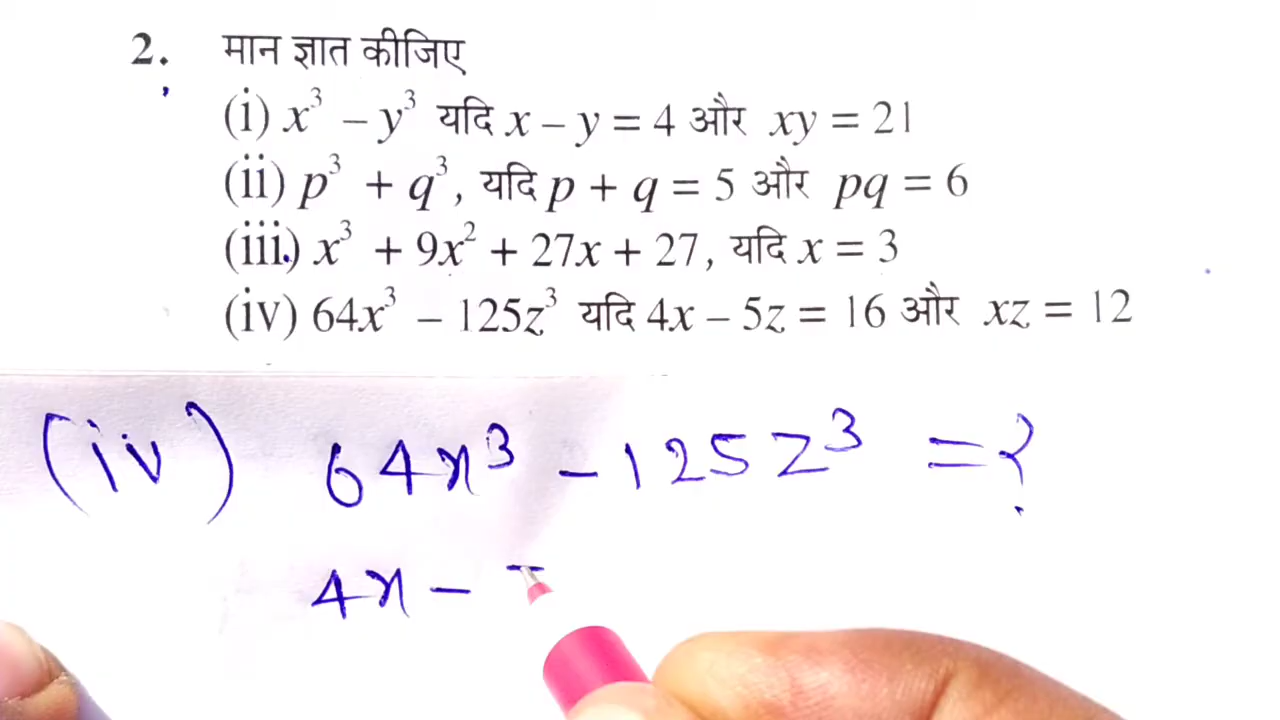 2. मान ज्ञात कीजिए
(i) x³ – y³ यदि x – y = 4 और xy = 21
(ii) p³ + q³, यदि p + q = 5 और pq = 6
(iii) x³ + 9x² + 27x + 27, यदि x = 3
(iv) 64x³ – 125z³ यदि 4x – 5z = 16 और xz = 12
(iv) 64x³ – 125z³ = ?
4x –